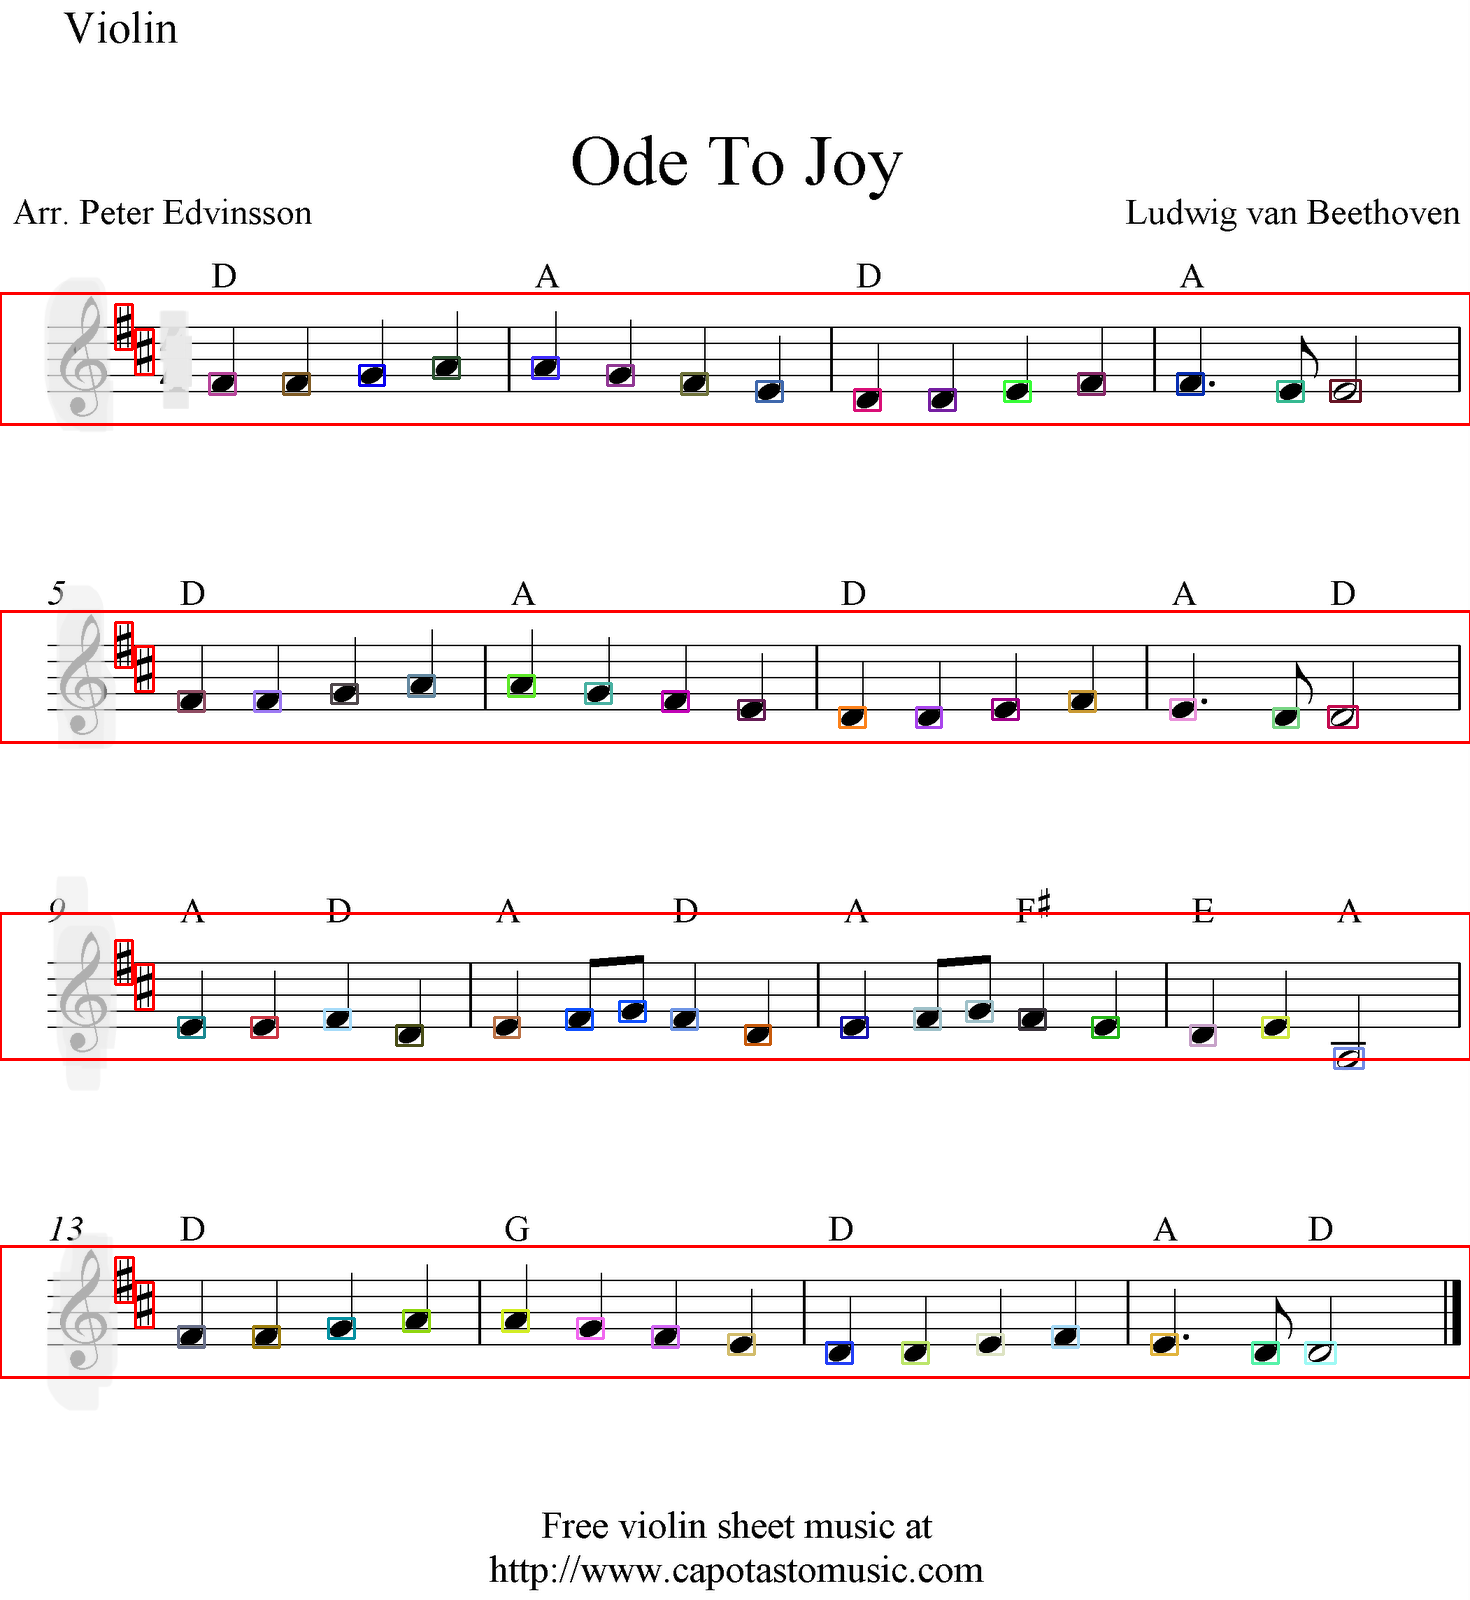 Violin
Ode To Joy
Arr. Peter Edvinsson
Ludwig van Beethoven
D A D A
5
D A D A D
9
A D A D D A F# E A
13
D G D A D
Free violin sheet music at
http://www.capotastomusic.com